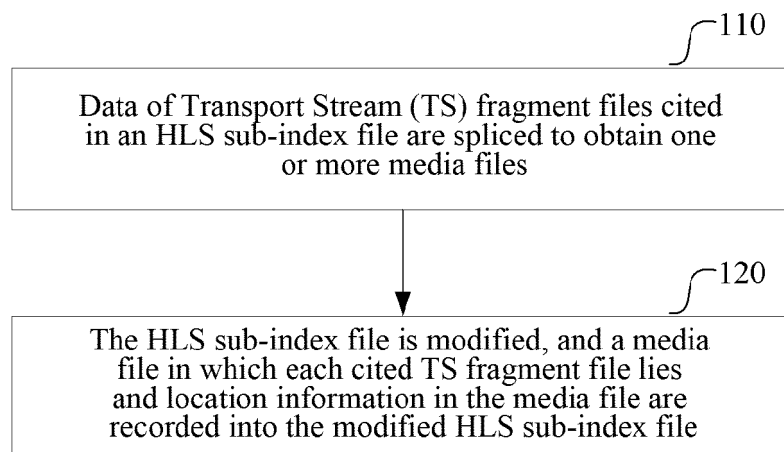 110
Data of Transport Stream (TS) fragment files cited
in an HLS sub-index file are spliced to obtain one
or more media files
120
The HLS sub-index file is modified, and a media
file in which each cited TS fragment file lies
and location information in the media file are
recorded into the modified HLS sub-index file